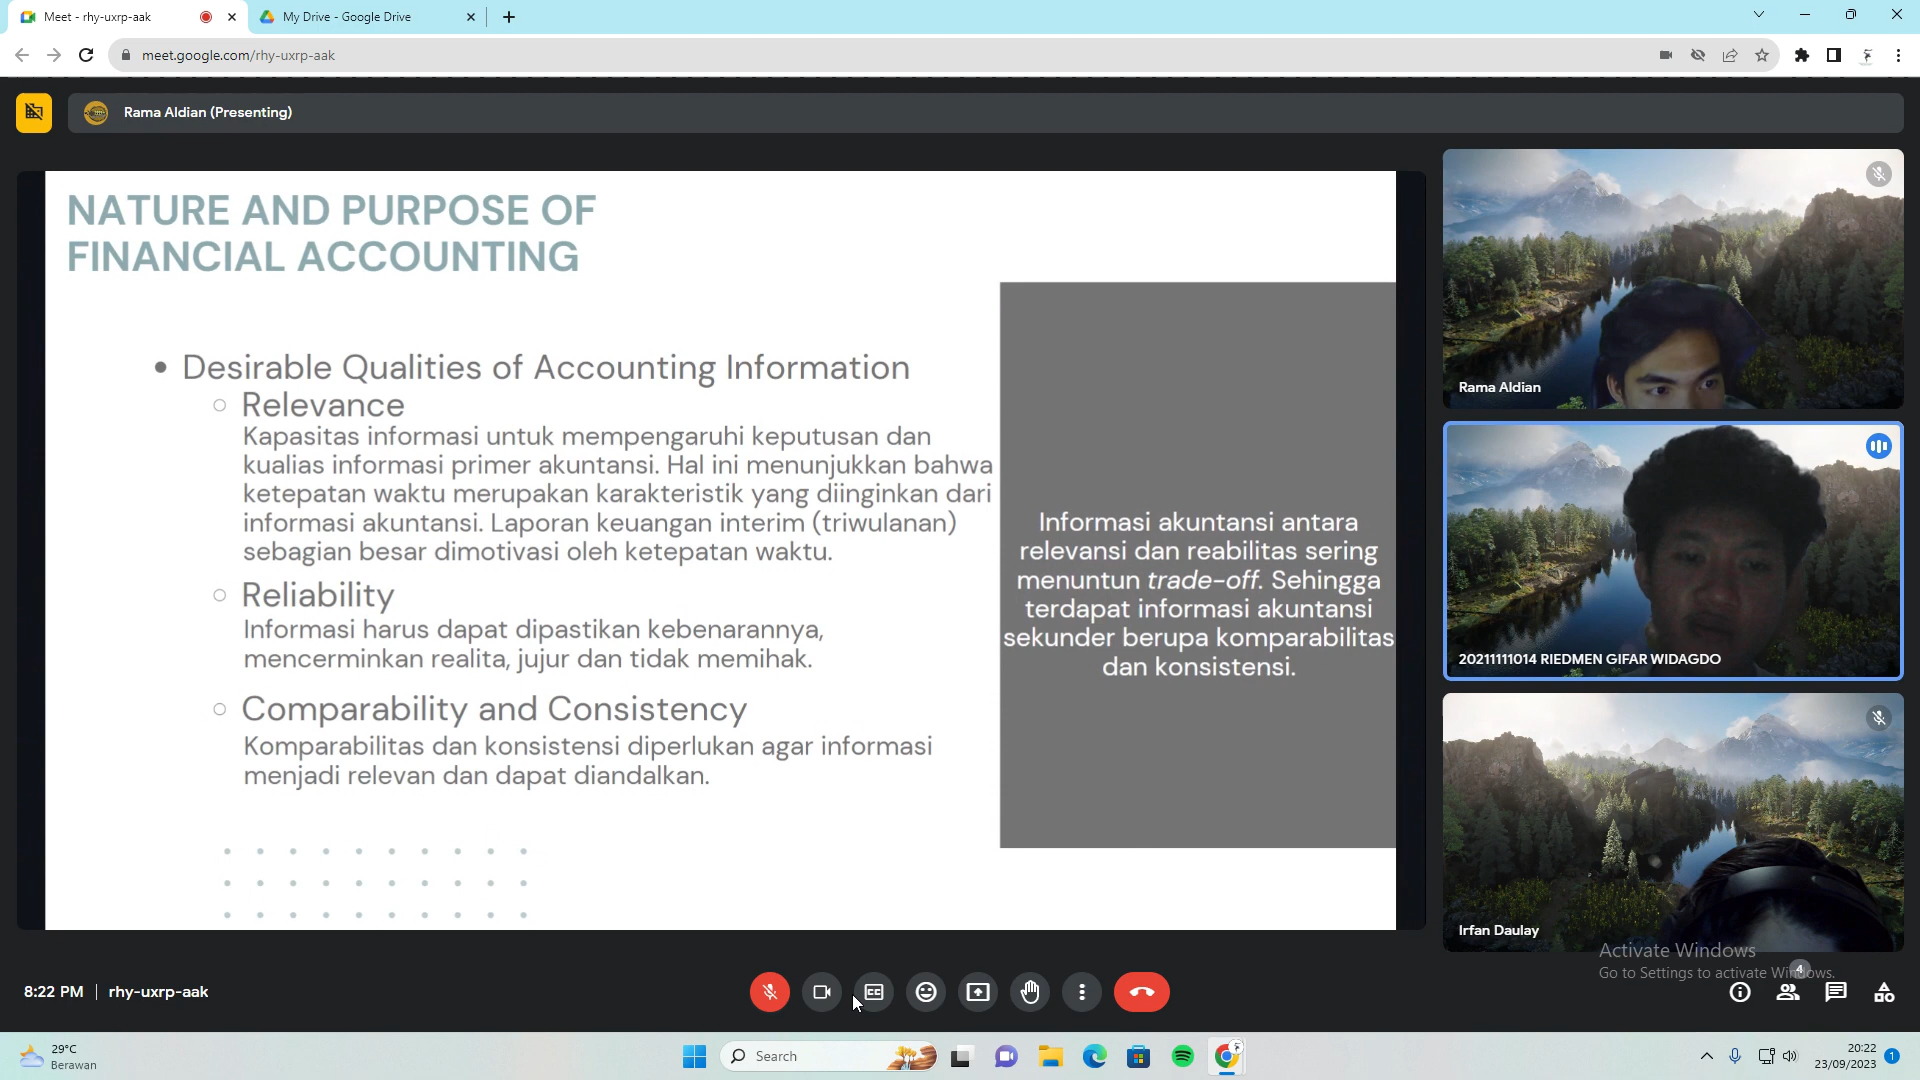 Meet - rhy-uxrp-aak
My Drive - Google Drive
meet.google.com/rhy-uxrp-aak
Rama Aldian (Presenting)
NATURE AND PURPOSE OF
FINANCIAL ACCOUNTING
Desirable Qualities of Accounting Information
Relevance
Kapasitas informasi untuk mempengaruhi keputusan dan
kualias informasi primer akuntansi. Hal ini menunjukkan bahwa
ketepatan waktu merupakan karakteristik yang diinginkan dari
informasi akuntansi. Laporan keuangan interim (triwulanan)
sebagian besar dimotivasi oleh ketepatan waktu.
Reliability
Informasi harus dapat dipastikan kebenarannya,
mencerminkan realita, jujur dan tidak memihak.
Comparability and Consistency
Komparabilitas dan konsistensi diperlukan agar informasi
menjadi relevan dan dapat diandalkan.
Informasi akuntansi antara
relevansi dan reabilitas sering
menuntun trade-off. Sehingga
terdapat informasi akuntansi
sekunder berupa komparabilitas
dan konsistensi.
Rama Aldian
20211111014 RIEDMEN GIFAR WIDAGDO
Irfan Daulay
Activate Windows
Go to Settings to activate Windows.
4
8:22 PM | rhy-uxrp-aak
29°C
Berawan
Search
20:22
23/09/2023
1